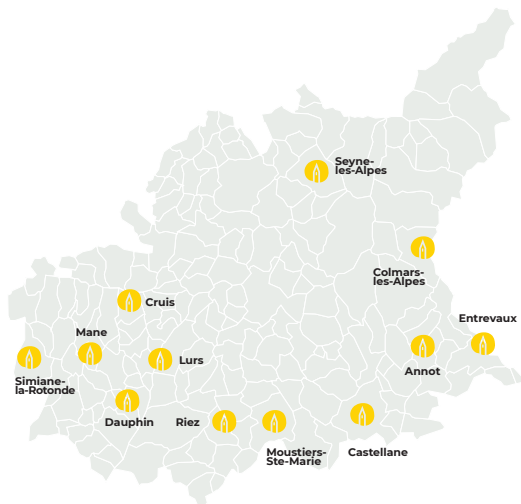 Seyne-
les-Alpes
Colmars-
les-Alpes
Cruis
Entrevaux
Mane
Lurs
Annot
Simiane-
la-Rotonde
Dauphin
Riez
Moustiers-
Ste-Marie
Castellane